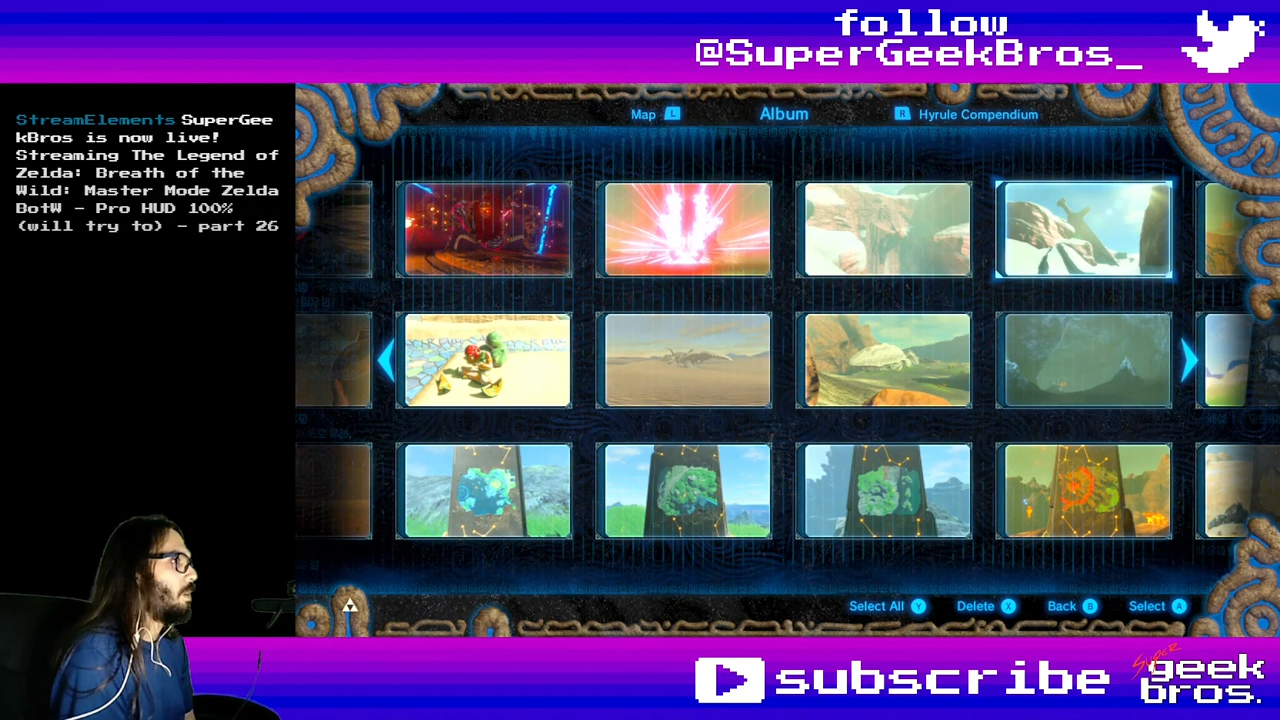 follow
@SuperGeekBros_
StreamElements SuperGee
kBros is now live!
Streaming The Legend of
Zelda: Breath of the
Wild: Master Mode Zelda
BotW - Pro HUD 100%
(will try to) - part 26
Map L Album R Hyrule Compendium
Select All Y Delete X Back B Select A
subscribe
SUPER
geek
bros.